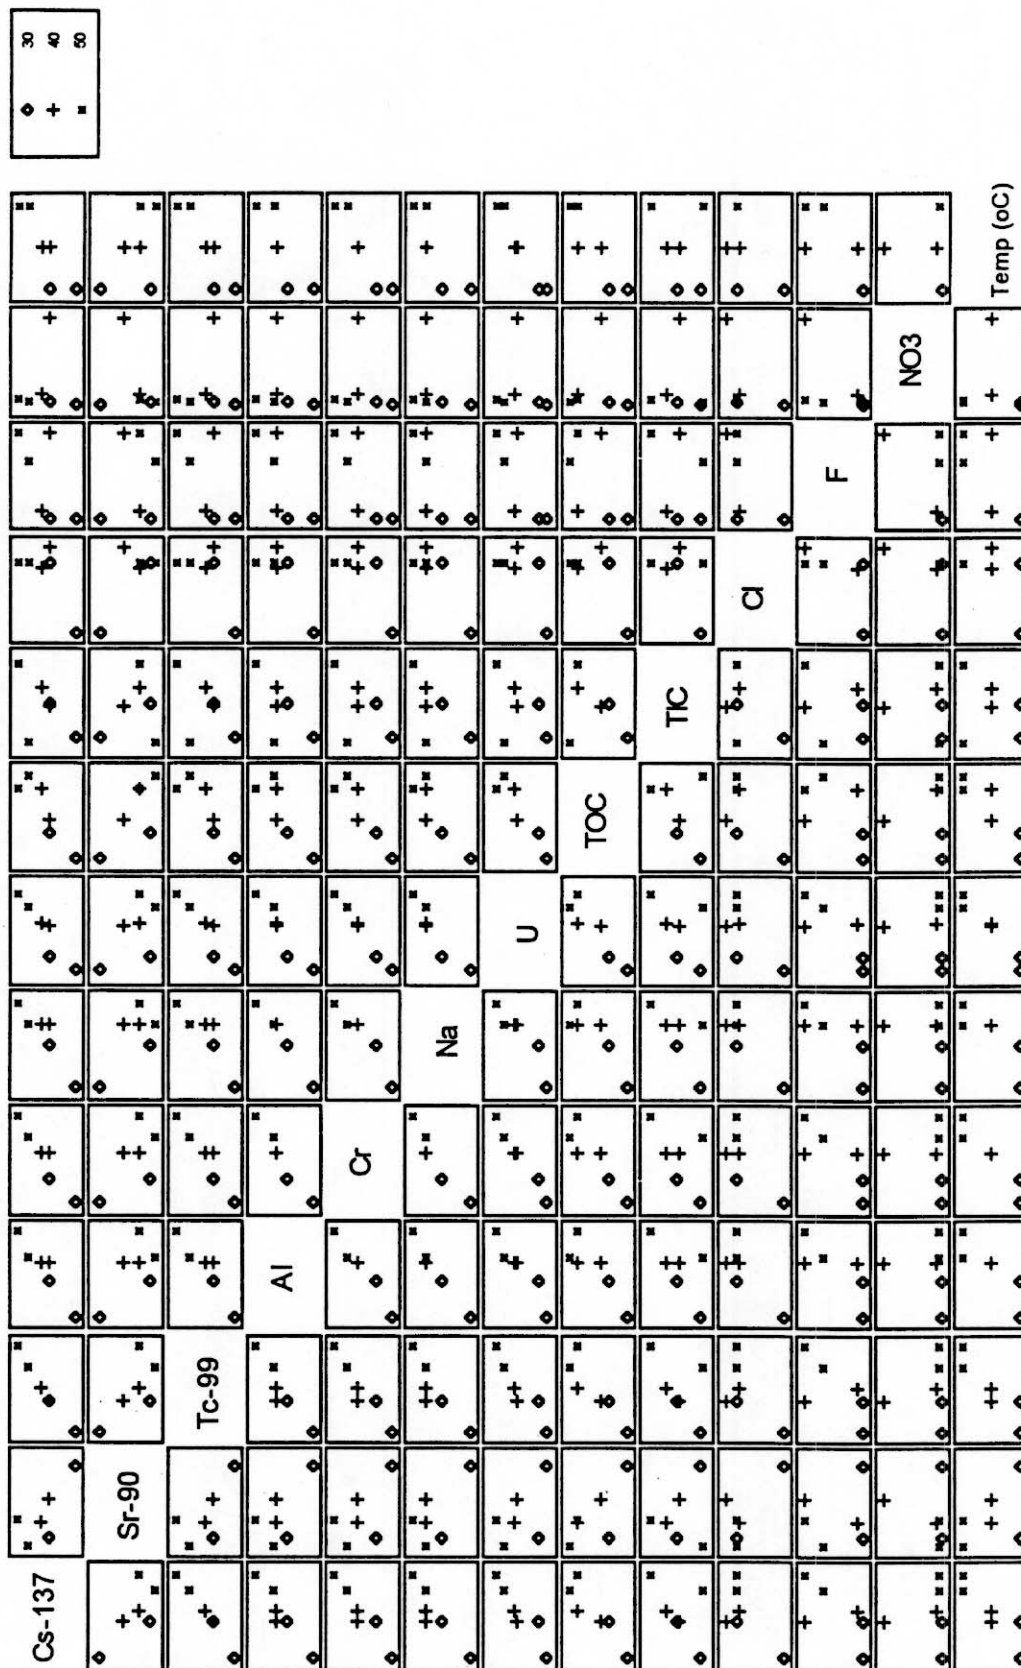 30
40
50
Cs-137
Sr-90
Tc-99
Al
Cr
Na
U
TOC
TIC
Cl
F
NO3
Temp (oC)